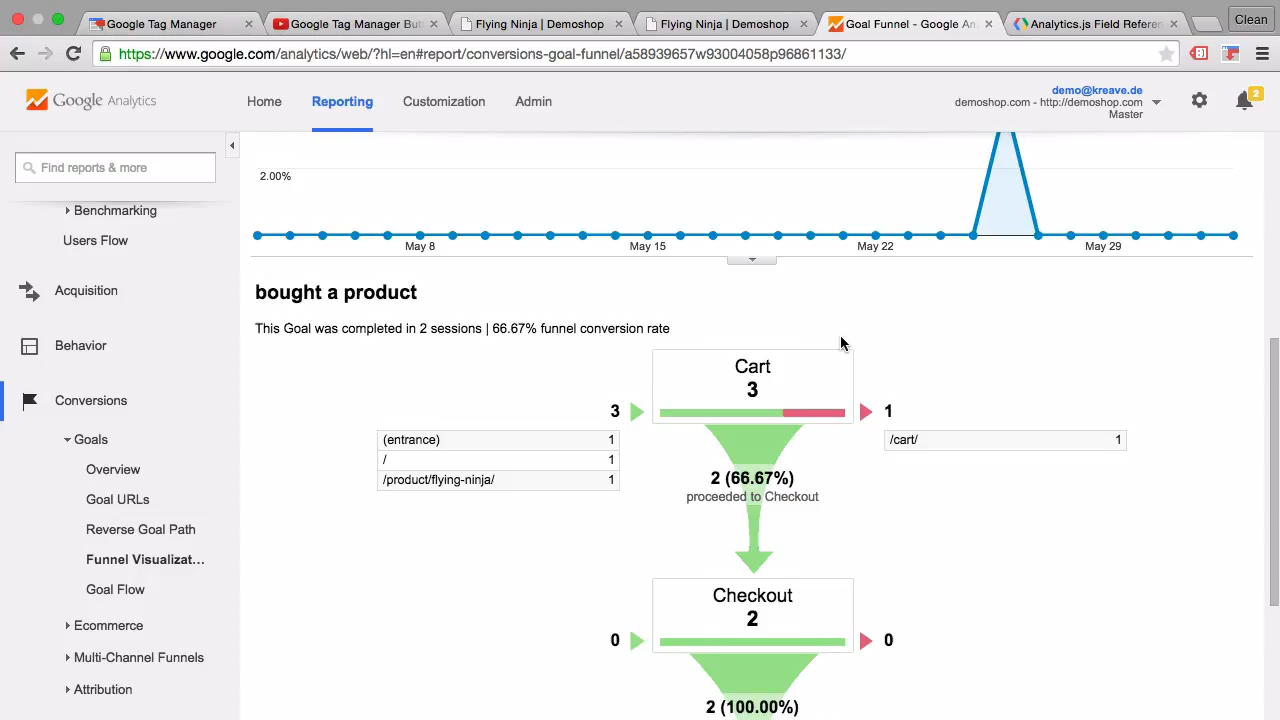 Google Tag Manager
Google Tag Manager But
Flying Ninja | Demoshop
Flying Ninja | Demoshop
Goal Funnel - Google An
Analytics.js Field Referen
Clean
https://www.google.com/analytics/web/?hl=en#report/conversions-goal-funnel/a58939657w93004058p96861133/
Google Analytics
Home
Reporting
Customization
Admin
demo@kreave.de
demoshop.com - http://demoshop.com
Master
2
Find reports & more
Benchmarking
Users Flow
Acquisition
Behavior
Conversions
Goals
Overview
Goal URLs
Reverse Goal Path
Funnel Visualizat...
Goal Flow
Ecommerce
Multi-Channel Funnels
Attribution
2.00%
May 8
May 15
May 22
May 29
bought a product
This Goal was completed in 2 sessions | 66.67% funnel conversion rate
Cart
3
3
1
(entrance) 1
/ 1
/product/flying-ninja/ 1
/cart/ 1
2 (66.67%)
proceeded to Checkout
Checkout
2
0
0
2 (100.00%)